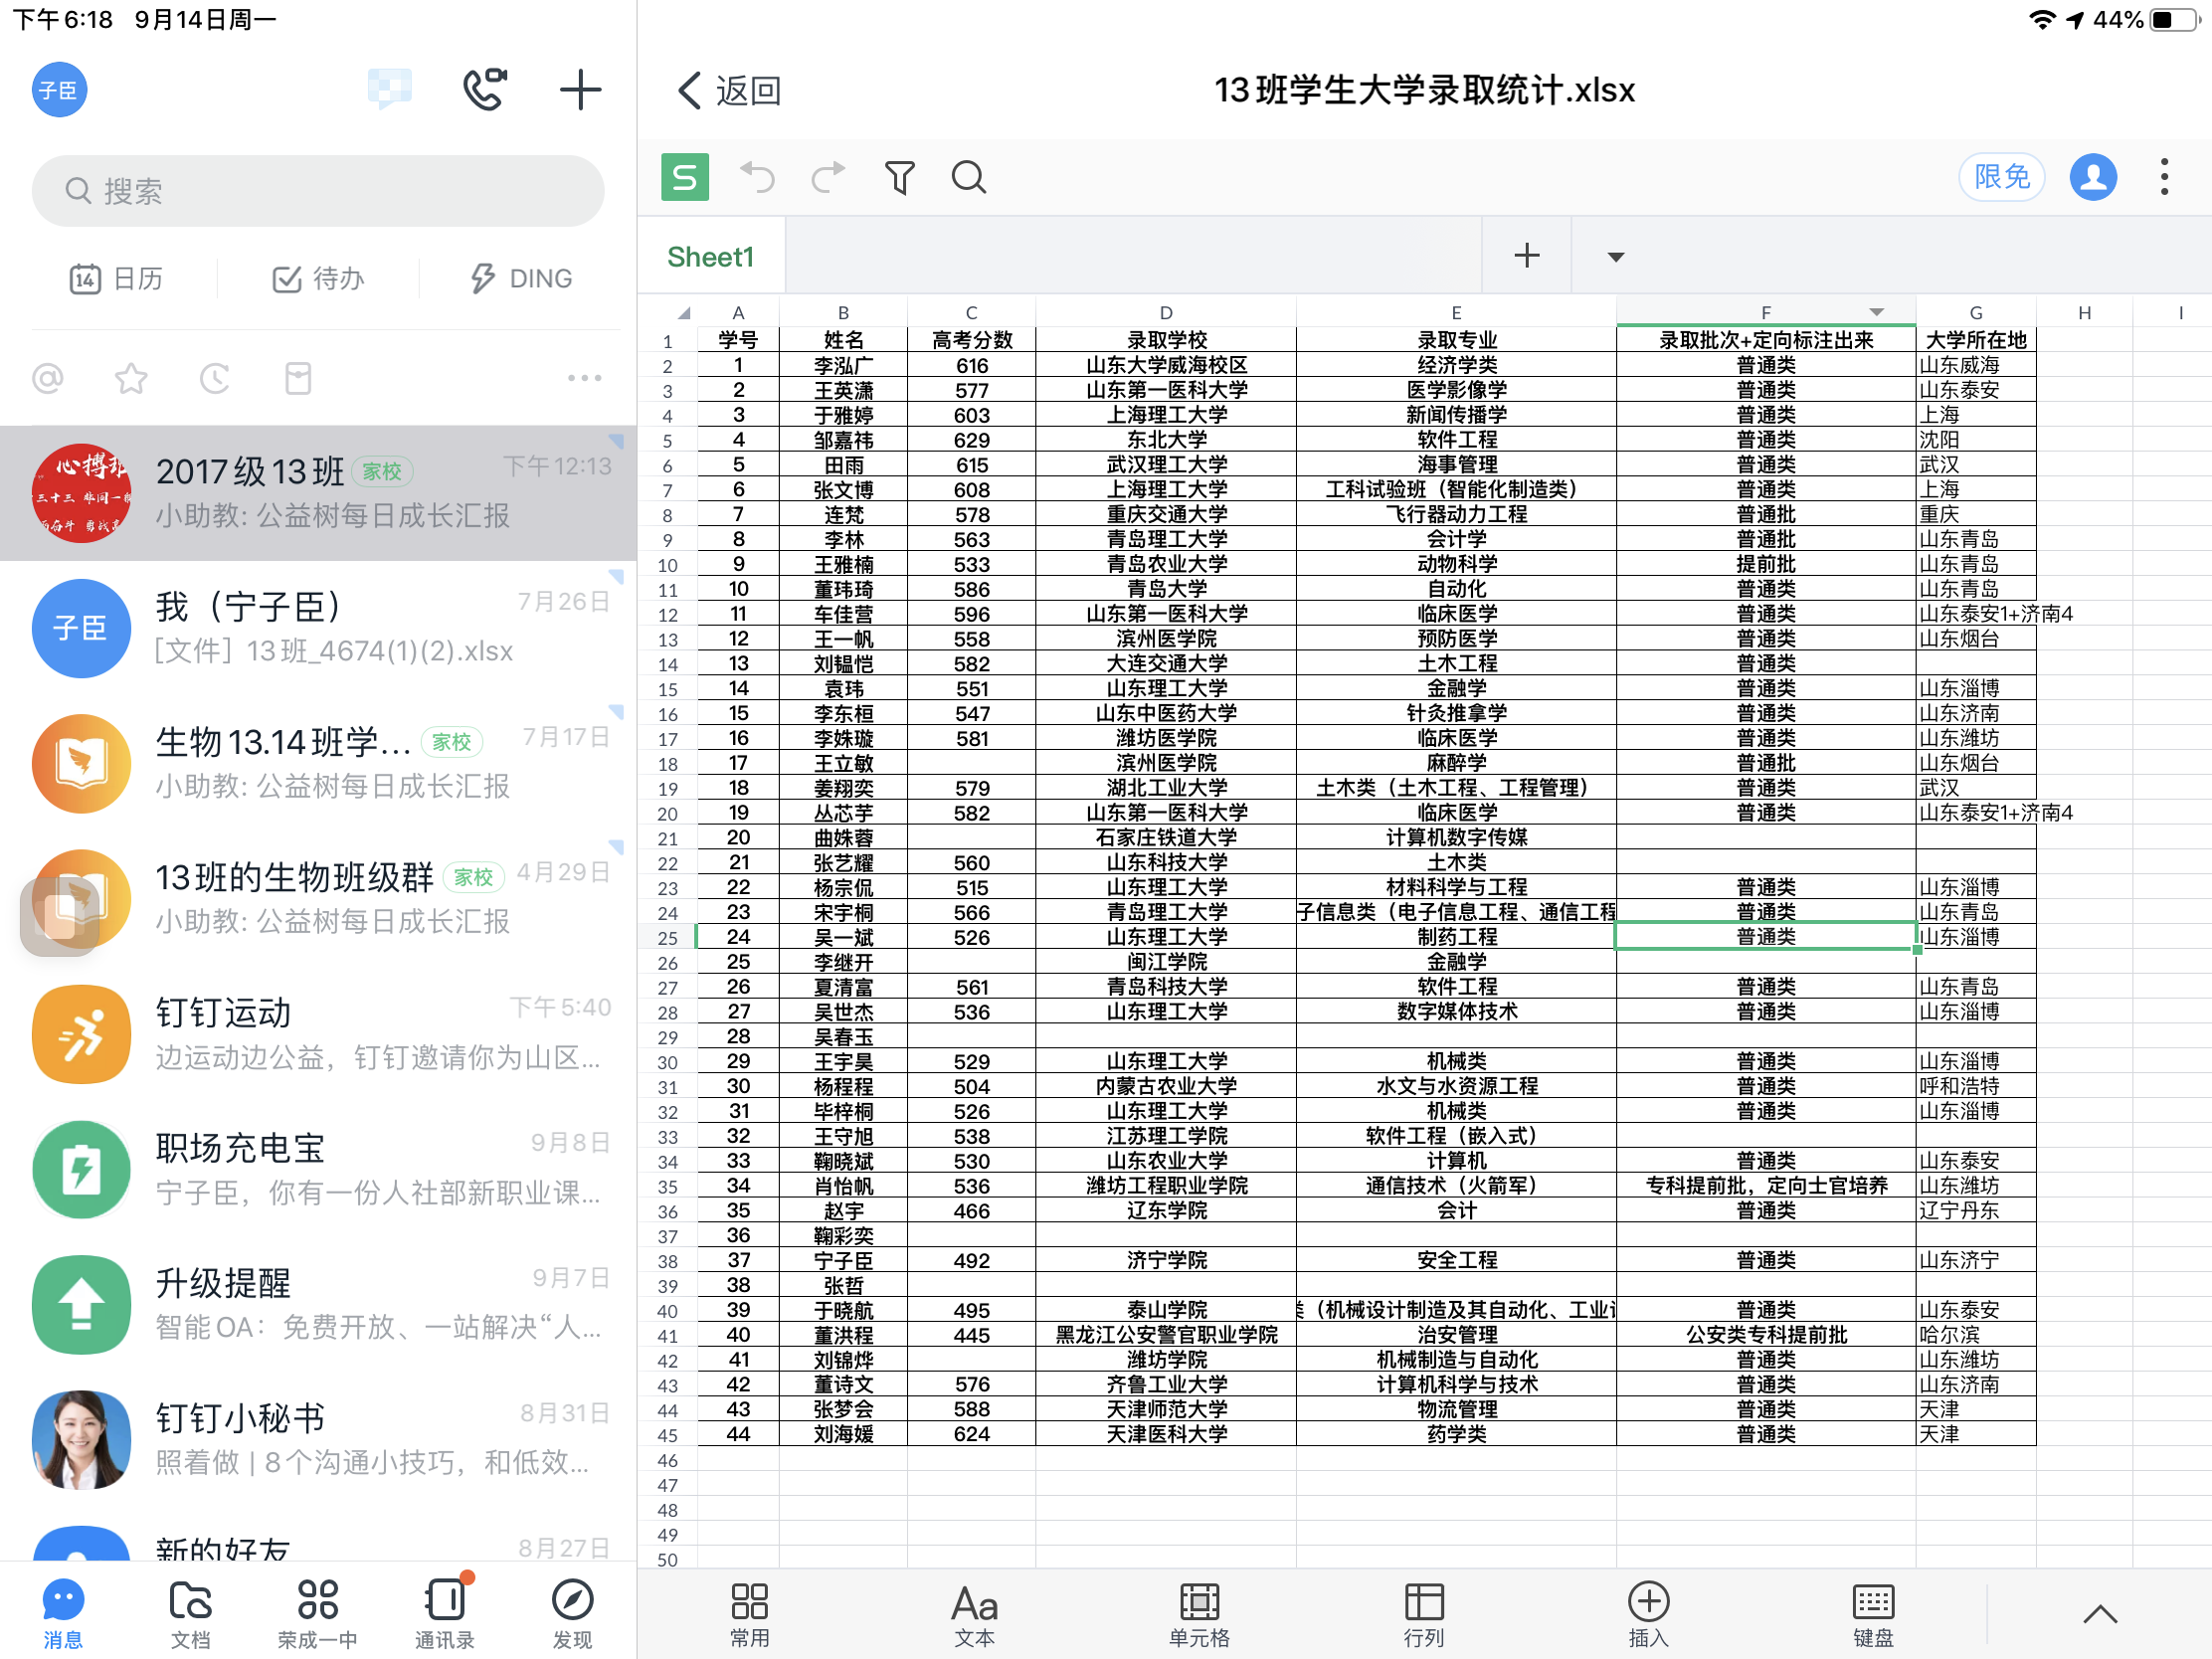 下午6:18 9月14日周一
44%
子臣
搜索
14 日历 待办 DING
2017级13班 家校 下午12:13
小助教: 公益树每日成长汇报
子臣
我（宁子臣） 7月26日
[文件] 13班_4674(1)(2).xlsx
生物13.14班学... 家校 7月17日
小助教: 公益树每日成长汇报
13班的生物班级群 家校 4月29日
小助教: 公益树每日成长汇报
钉钉运动 下午5:40
边运动边公益，钉钉邀请你为山区...
职场充电宝 9月8日
宁子臣，你有一份人社部新职业课...
升级提醒 9月7日
智能OA：免费开放、一站解决“人...
钉钉小秘书 8月31日
照着做 | 8个沟通小技巧，和低效...
新的好友 8月27日
消息 文档 荣成一中 通讯录 发现
返回 13班学生大学录取统计.xlsx
S 限免
Sheet1
A B C D E F G H I
1 学号 姓名 高考分数 录取学校 录取专业 录取批次+定向标注出来 大学所在地
2 1 李泓广 616 山东大学威海校区 经济学类 普通类 山东威海
3 2 王英潇 577 山东第一医科大学 医学影像学 普通类 山东泰安
4 3 于雅婷 603 上海理工大学 新闻传播学 普通类 上海
5 4 邹嘉祎 629 东北大学 软件工程 普通类 沈阳
6 5 田雨 615 武汉理工大学 海事管理 普通类 武汉
7 6 张文博 608 上海理工大学 工科试验班（智能化制造类） 普通类 上海
8 7 连梵 578 重庆交通大学 飞行器动力工程 普通批 重庆
9 8 李林 563 青岛理工大学 会计学 普通批 山东青岛
10 9 王雅楠 533 青岛农业大学 动物科学 提前批 山东青岛
11 10 董玮琦 586 青岛大学 自动化 普通类 山东青岛
12 11 车佳营 596 山东第一医科大学 临床医学 普通类 山东泰安1+济南4
13 12 王一帆 558 滨州医学院 预防医学 普通类 山东烟台
14 13 刘韫恺 582 大连交通大学 土木工程 普通类
15 14 袁玮 551 山东理工大学 金融学 普通类 山东淄博
16 15 李东桓 547 山东中医药大学 针灸推拿学 普通类 山东济南
17 16 李姝璇 581 潍坊医学院 临床医学 普通类 山东潍坊
18 17 王立敏 滨州医学院 麻醉学 普通批 山东烟台
19 18 姜翔奕 579 湖北工业大学 土木类（土木工程、工程管理） 普通类 武汉
20 19 丛芯芋 582 山东第一医科大学 临床医学 普通类 山东泰安1+济南4
21 20 曲姝蓉 石家庄铁道大学 计算机数字传媒
22 21 张艺耀 560 山东科技大学 土木类
23 22 杨宗侃 515 山东理工大学 材料科学与工程 普通类 山东淄博
24 23 宋宇桐 566 青岛理工大学 子信息类（电子信息工程、通信工程 普通类 山东青岛
25 24 吴一斌 526 山东理工大学 制药工程 普通类 山东淄博
26 25 李继开 闽江学院 金融学
27 26 夏清富 561 青岛科技大学 软件工程 普通类 山东青岛
28 27 吴世杰 536 山东理工大学 数字媒体技术 普通类 山东淄博
29 28 吴春玉
30 29 王宇昊 529 山东理工大学 机械类 普通类 山东淄博
31 30 杨程程 504 内蒙古农业大学 水文与水资源工程 普通类 呼和浩特
32 31 毕梓桐 526 山东理工大学 机械类 普通类 山东淄博
33 32 王守旭 538 江苏理工学院 软件工程（嵌入式）
34 33 鞠晓斌 530 山东农业大学 计算机 普通类 山东泰安
35 34 肖怡帆 536 潍坊工程职业学院 通信技术（火箭军） 专科提前批，定向士官培养 山东潍坊
36 35 赵宇 466 辽东学院 会计 普通类 辽宁丹东
37 36 鞠彩奕
38 37 宁子臣 492 济宁学院 安全工程 普通类 山东济宁
39 38 张哲
40 39 于晓航 495 泰山学院 （机械设计制造及其自动化、工业 普通类 山东泰安
41 40 董洪程 445 黑龙江公安警官职业学院 治安管理 公安类专科提前批 哈尔滨
42 41 刘锦烨 潍坊学院 机械制造与自动化 普通类 山东潍坊
43 42 董诗文 576 齐鲁工业大学 计算机科学与技术 普通类 山东济南
44 43 张梦会 588 天津师范大学 物流管理 普通类 天津
45 44 刘海媛 624 天津医科大学 药学类 普通类 天津
46
47
48
49
50
常用 文本 单元格 行列 插入 键盘